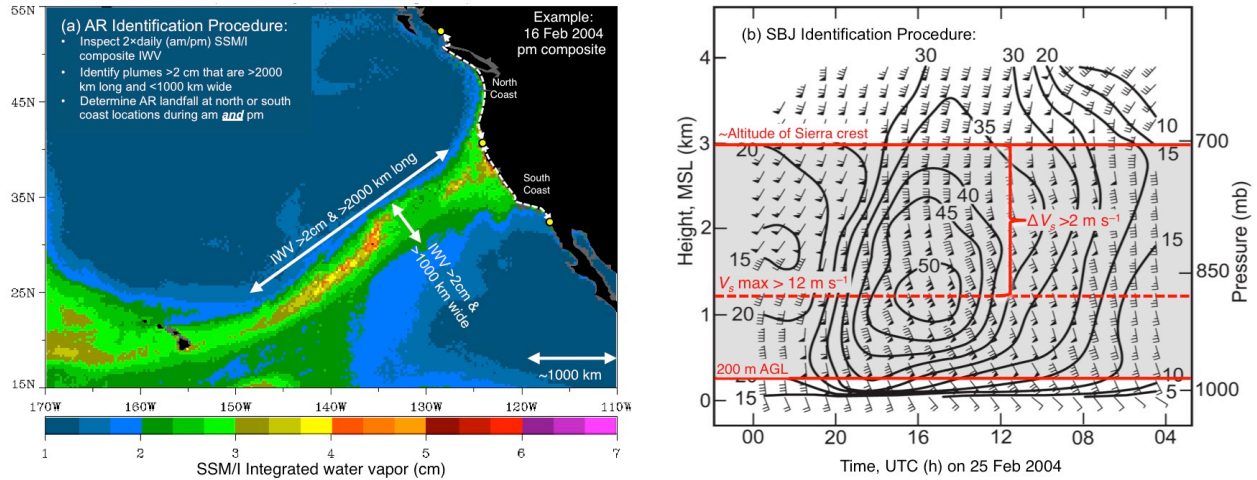 (a) AR Identification Procedure:
• Inspect 2×daily (am/pm) SSM/I
composite IWV
• Identify plumes >2 cm that are >2000
km long and <1000 km wide
• Determine AR landfall at north or south
coast locations during am and pm
Example:
16 Feb 2004
pm composite
North
Coast
South
Coast
IWV >2cm & >2000 km long
IWV >2cm &
>1000 km wide
~1000 km
55N
45N
35N
25N
15N
170W 160W 150W 140W 130W 120W 110W
1 2 3 4 5 6 7
SSM/I Integrated water vapor (cm)
(b) SBJ Identification Procedure:
30 30 20
10
35
~Altitude of Sierra crest
20 15
40
45
ΔVs >2 m s⁻¹
15
15
50
Vs max > 12 m s⁻¹
20
200 m AGL
20 10
15 5
4
3
2
1
0
Height, MSL (km)
700
850
1000
Pressure (mb)
00 20 16 12 08 04
Time, UTC (h) on 25 Feb 2004